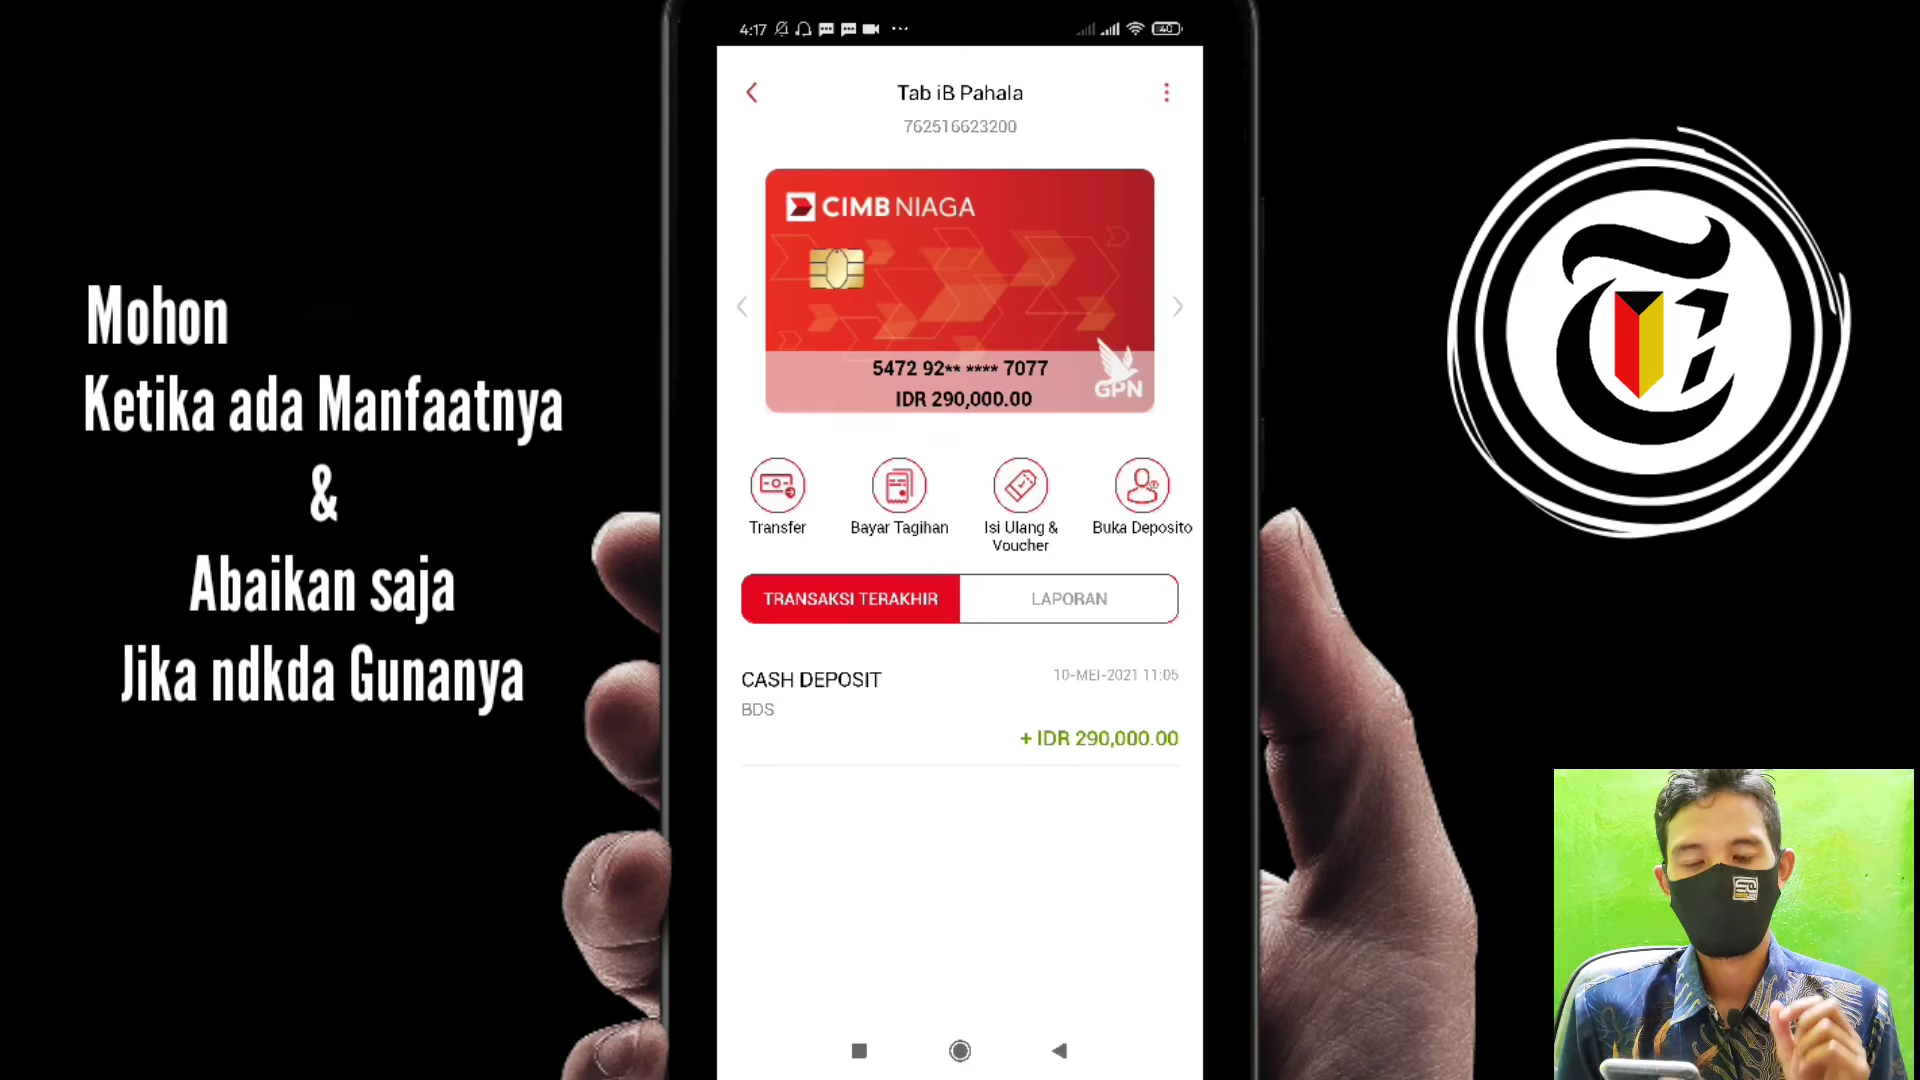 Mohon
Ketika ada Manfaatnya
&
Abaikan saja
Jika ndkda Gunanya
4:17
40
Tab iB Pahala
762516623200
CIMB NIAGA
5472 92** **** 7077
IDR 290,000.00
GPN
Transfer
Bayar Tagihan
Isi Ulang &
Voucher
Buka Deposito
TRANSAKSI TERAKHIR
LAPORAN
CASH DEPOSIT
10-MEI-2021 11:05
BDS
+ IDR 290,000.00